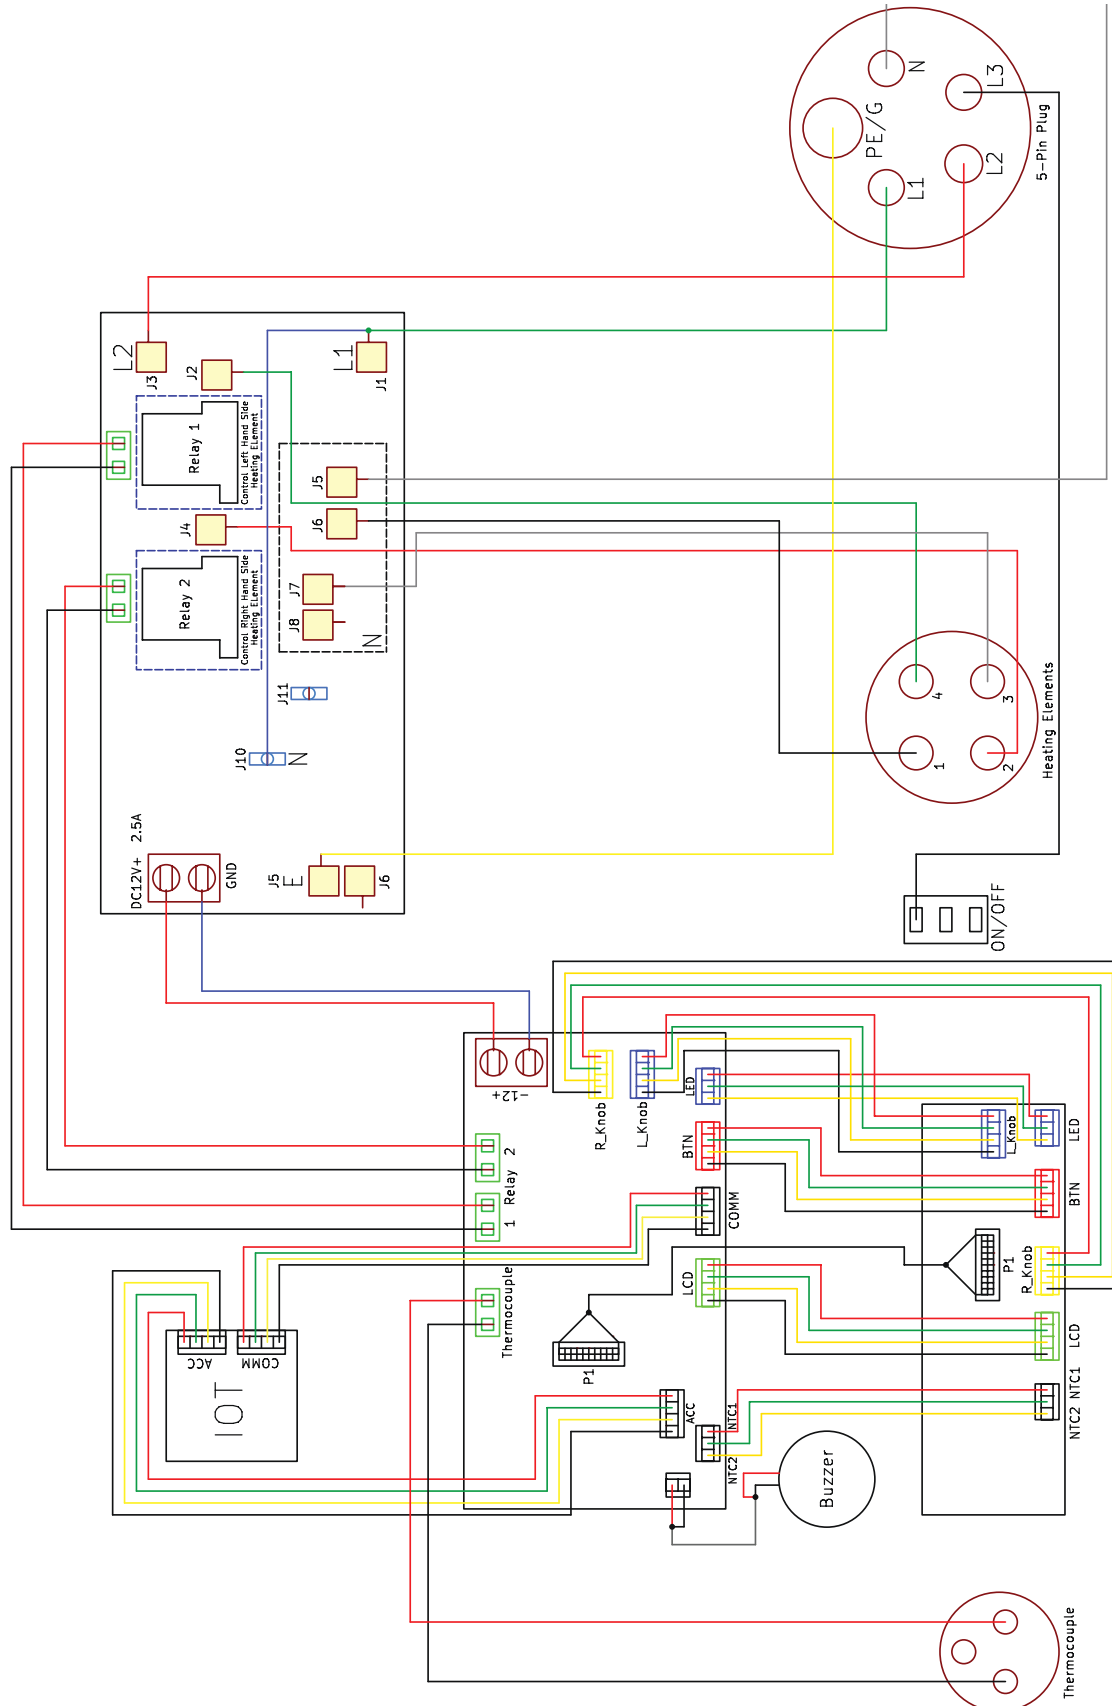 N
L3
PE/G
L2
L1
5-Pin Plug
L2
J3
J2
L1
J1
Relay 1
Control Left Hand Side
Heating ELement
J5
J4
J6
Relay 2
Control Right Hand Side
Heating ELement
J7
J8
N
J11
J10
N
4
3
1
2
Heating Elements
DC12V+ 2.5A
GND
J5
E
J6
ON/OFF
-12+
R_Knob
L_Knob
LED
BTN
COMM
LCD
2
Relay
1
Thermocouple
P1
ACC
NTC1
NTC2
L_Knob
LED
BTN
P1
R_Knob
LCD
NTC2 NTC1
ACC
COMM
IOT
Buzzer
Thermocouple